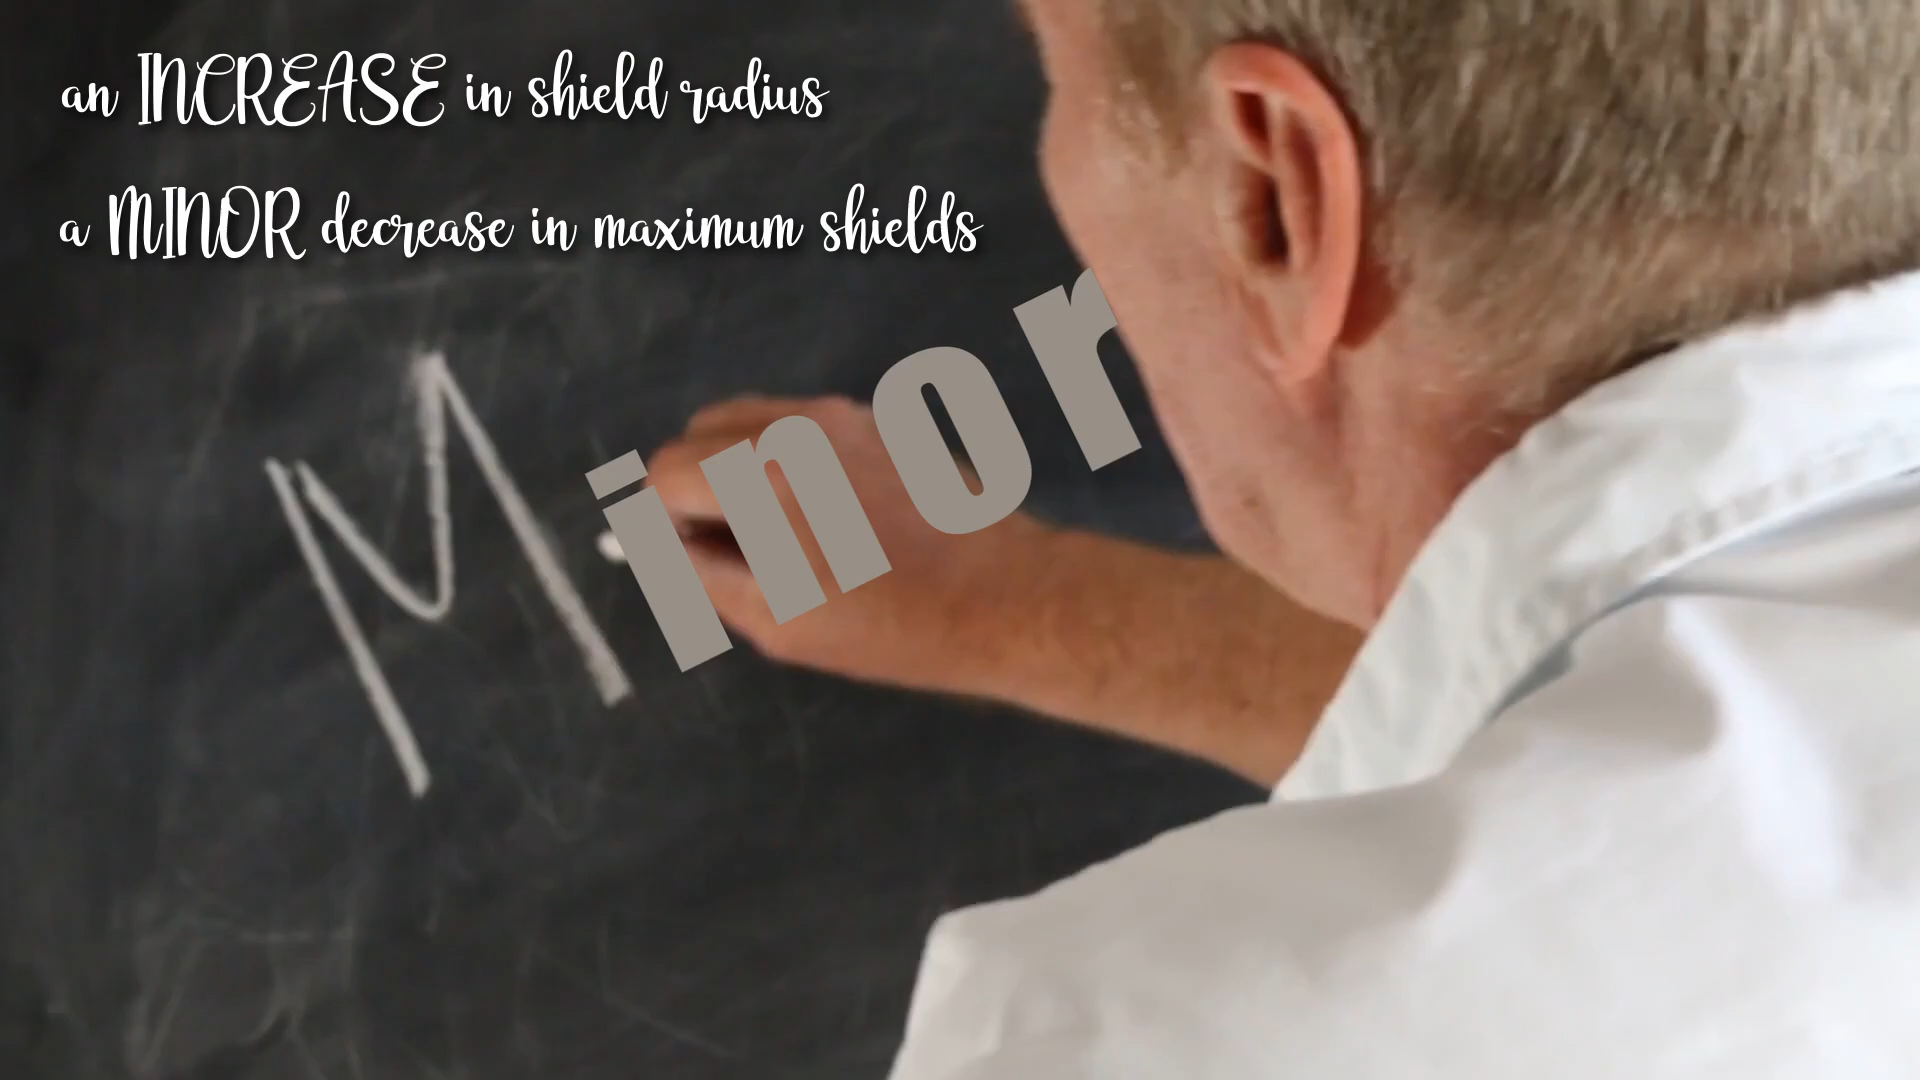 an INCREASE in shield radius
a MINOR decrease in maximum shields
Minor